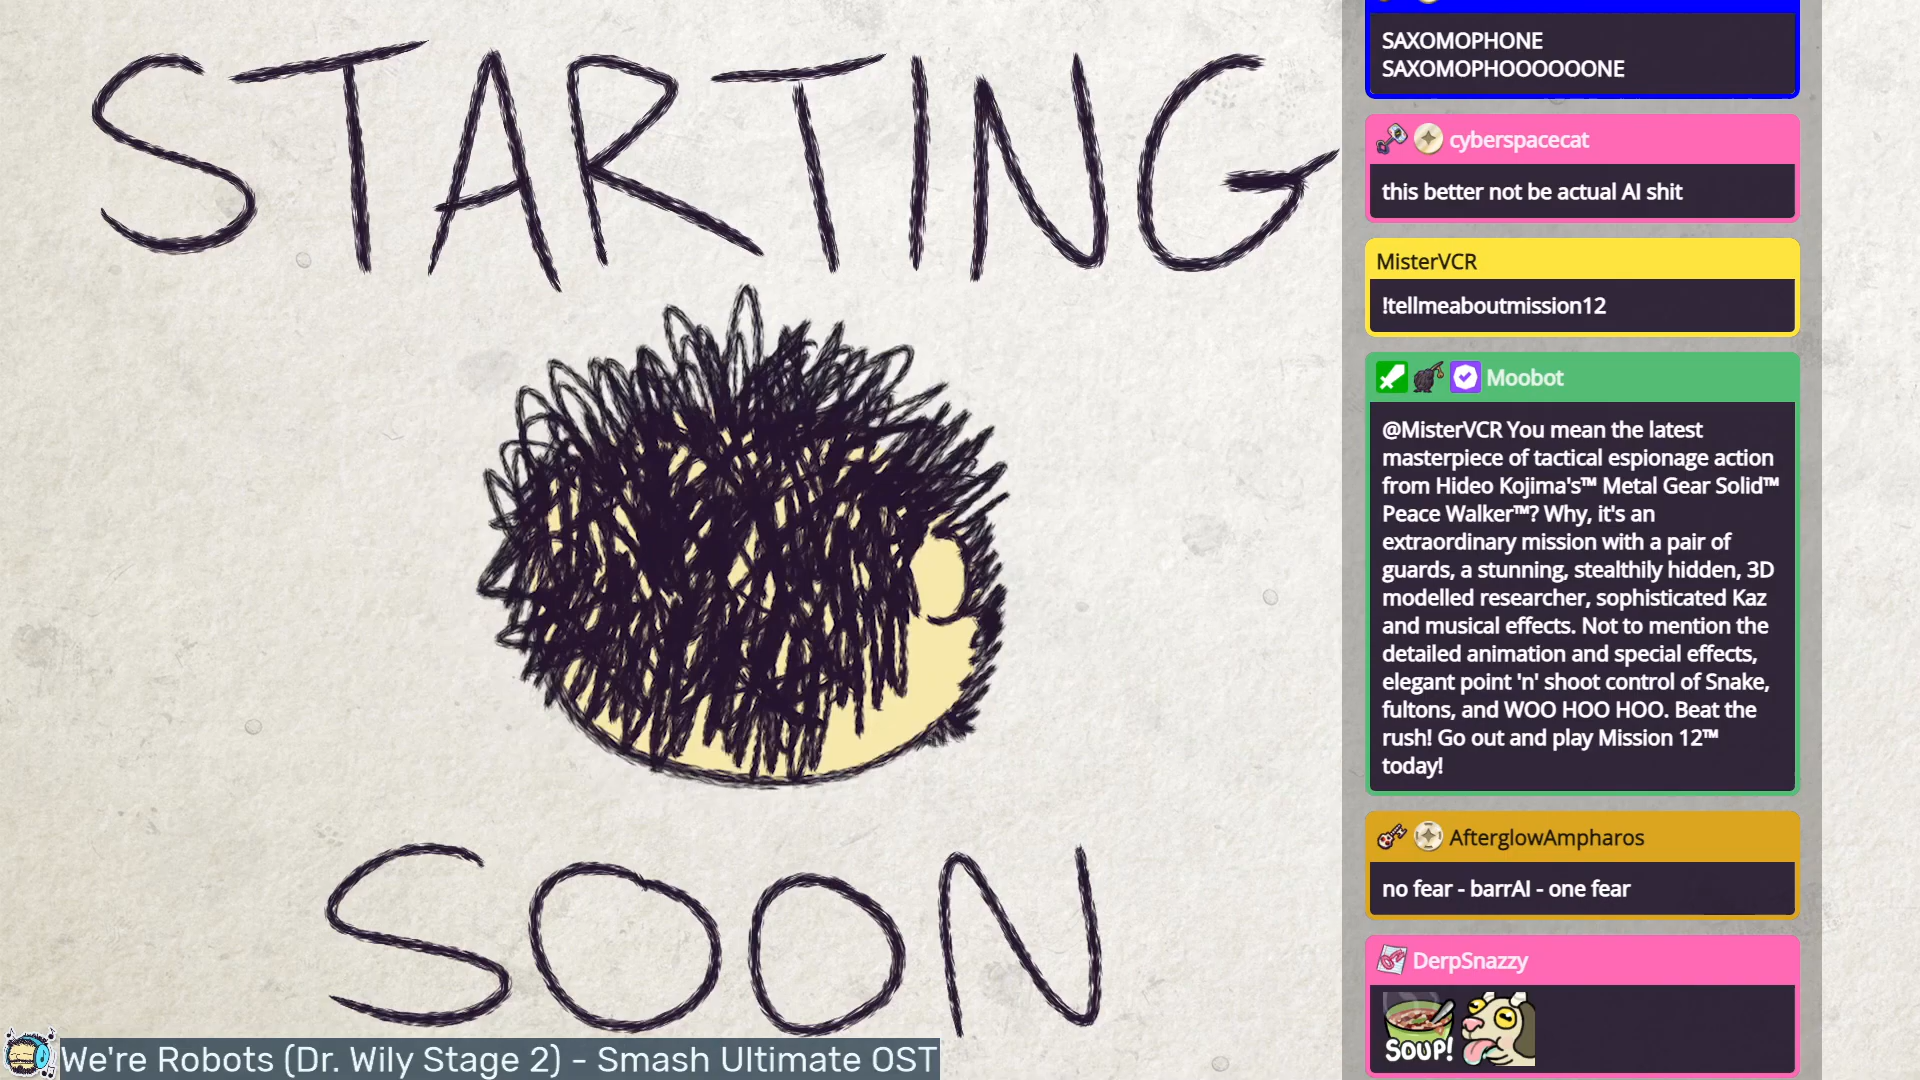 STARTING
SOON
We're Robots (Dr. Wily Stage 2) - Smash Ultimate OST
SAXOMOPHONE
SAXOMOPHOOOOOONE
cyberspacecat
this better not be actual AI shit
MisterVCR
!tellmeaboutmission12
Moobot
@MisterVCR You mean the latest
masterpiece of tactical espionage action
from Hideo Kojima's™ Metal Gear Solid™
Peace Walker™? Why, it's an
extraordinary mission with a pair of
guards, a stunning, stealthily hidden, 3D
modelled researcher, sophisticated Kaz
and musical effects. Not to mention the
detailed animation and special effects,
elegant point 'n' shoot control of Snake,
fultons, and WOO HOO HOO. Beat the
rush! Go out and play Mission 12™
today!
AfterglowAmpharos
no fear - barrAI - one fear
DerpSnazzy
SOUP!